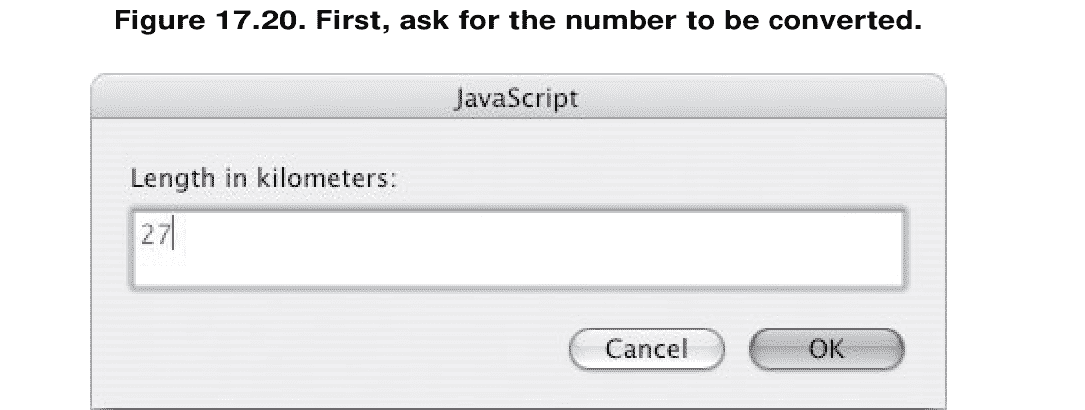 Figure 17.20. First, ask for the number to be converted.
JavaScript
Length in kilometers:
27
Cancel
OK